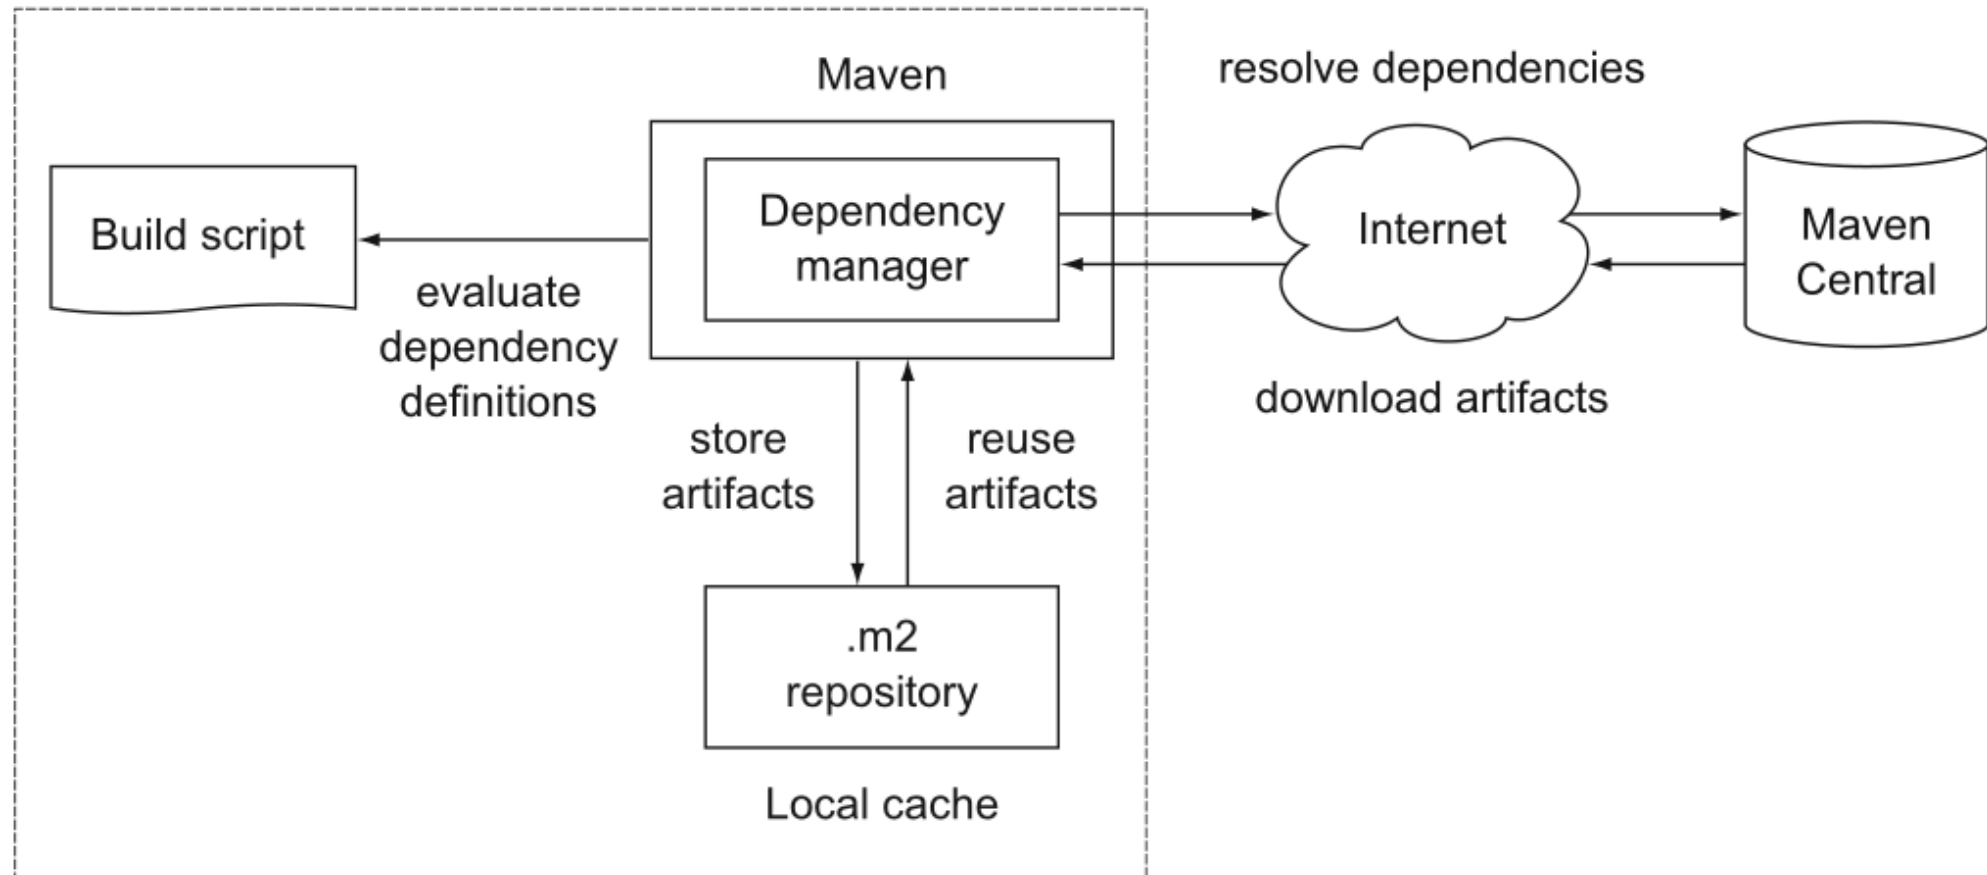 Maven
resolve dependencies
Build script
Dependency
manager
Internet
Maven
Central
evaluate
dependency
definitions
download artifacts
store
artifacts
reuse
artifacts
.m2
repository
Local cache